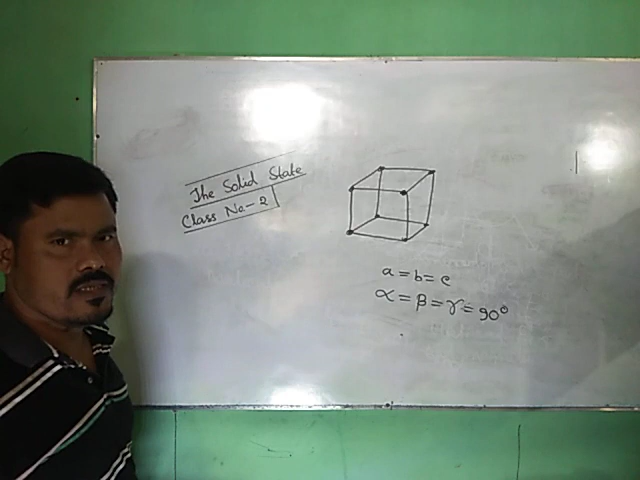 The Solid State
Class No.- 2
a = b = c
α = β = γ = 90°